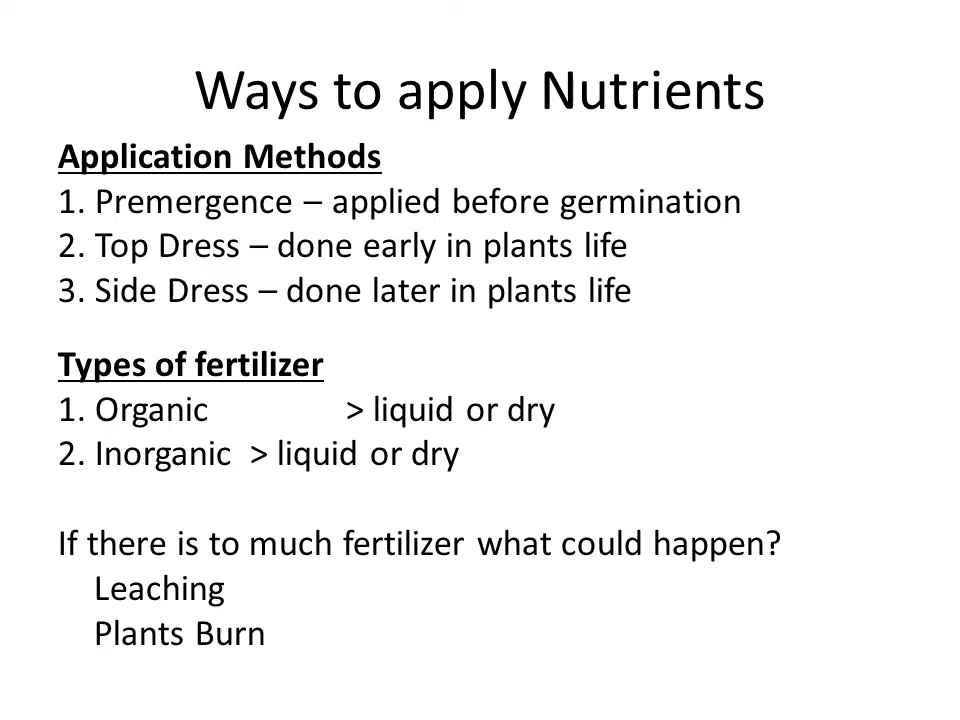 Ways to apply Nutrients
Application Methods
1. Premergence – applied before germination
2. Top Dress – done early in plants life
3. Side Dress – done later in plants life
Types of fertilizer
1. Organic > liquid or dry
2. Inorganic > liquid or dry
If there is to much fertilizer what could happen?
Leaching
Plants Burn